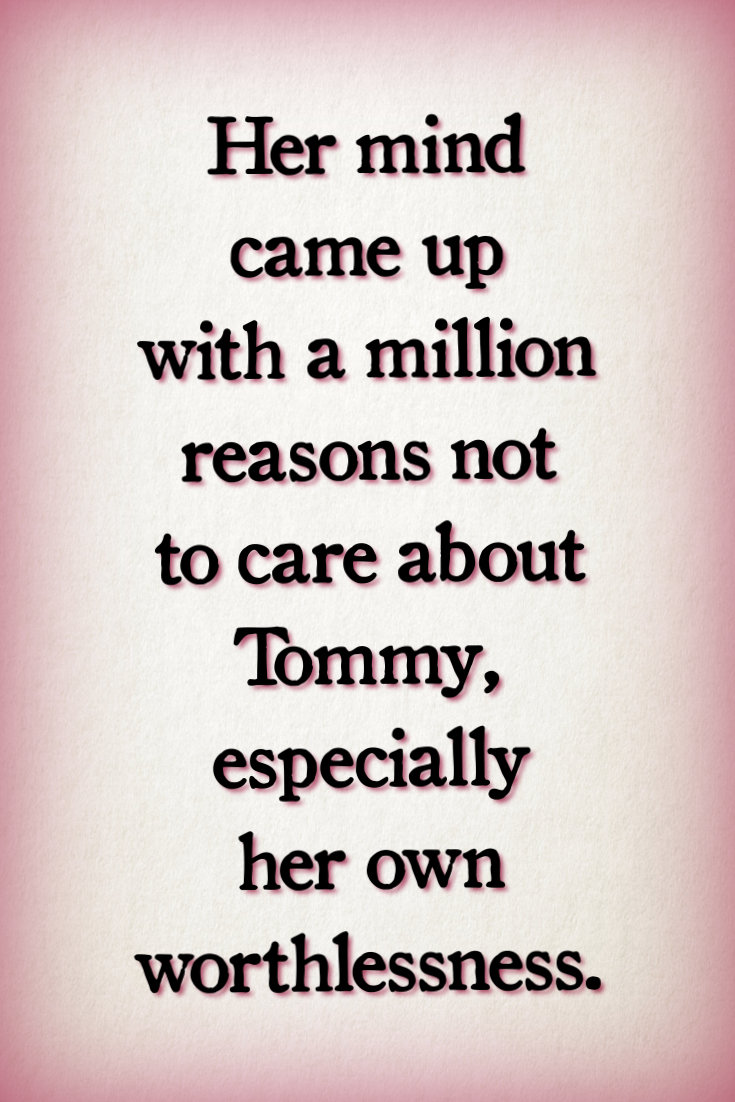 Her mind
came up
with a million
reasons not
to care about
Tommy,
especially
her own
worthlessness.